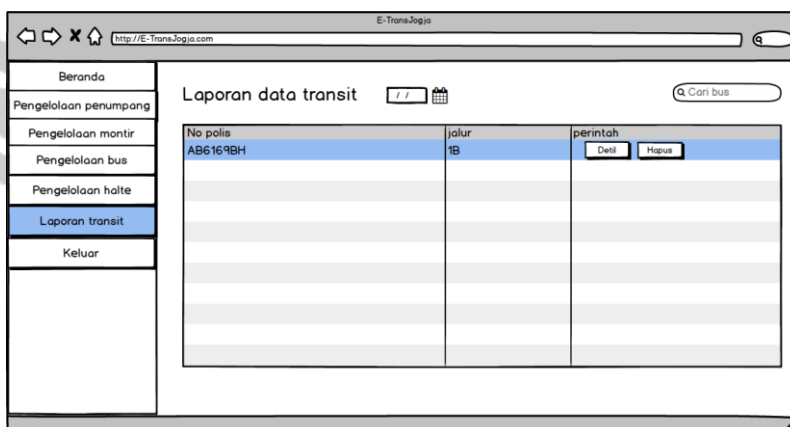 E-TransJogja
http://E-TransJogja.com
Beranda
Pengelolaan penumpang
Pengelolaan montir
Pengelolaan bus
Pengelolaan halte
Laporan transit
Keluar
Laporan data transit / /
Cari bus
No polis jalur perintah
AB6169BH 1B Detil Hapus